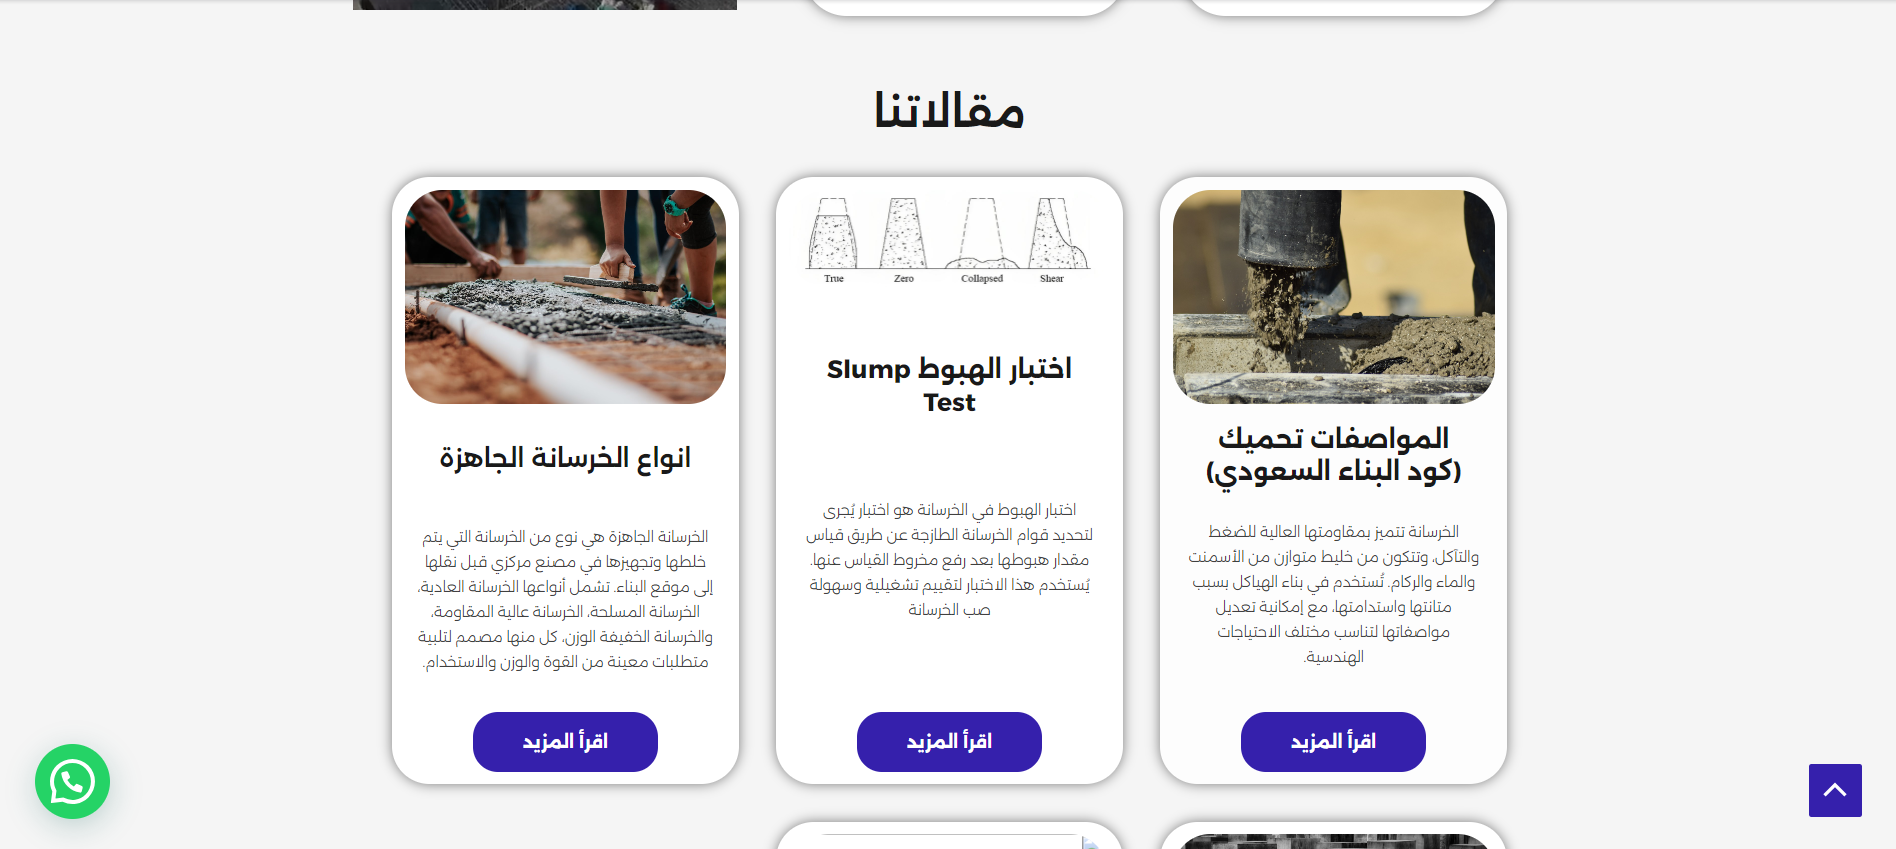 مقالاتنا
المواصفات تحميك
(كود البناء السعودي)
الخرسانة تتميز بمقاومتها العالية للضغط
والتآكل، وتتكون من خليط متوازن من الأسمنت
والماء والركام. تُستخدم في بناء الهياكل بسبب
متانتها واستدامتها، مع إمكانية تعديل
مواصفاتها لتناسب مختلف الاحتياجات
الهندسية.
اقرأ المزيد
True Zero Collapsed Shear
اختبار الهبوط Slump
Test
اختبار الهبوط في الخرسانة هو اختبار يُجرى
لتحديد قوام الخرسانة الطازجة عن طريق قياس
مقدار هبوطها بعد رفع مخروط القياس عنها.
يُستخدم هذا الاختبار لتقييم تشغيلية وسهولة
صب الخرسانة
اقرأ المزيد
انواع الخرسانة الجاهزة
الخرسانة الجاهزة هي نوع من الخرسانة التي يتم
خلطها وتجهيزها في مصنع مركزي قبل نقلها
إلى موقع البناء. تشمل أنواعها الخرسانة العادية،
الخرسانة المسلحة، الخرسانة عالية المقاومة،
والخرسانة الخفيفة الوزن، كل منها مصمم لتلبية
متطلبات معينة من القوة والوزن والاستخدام.
اقرأ المزيد